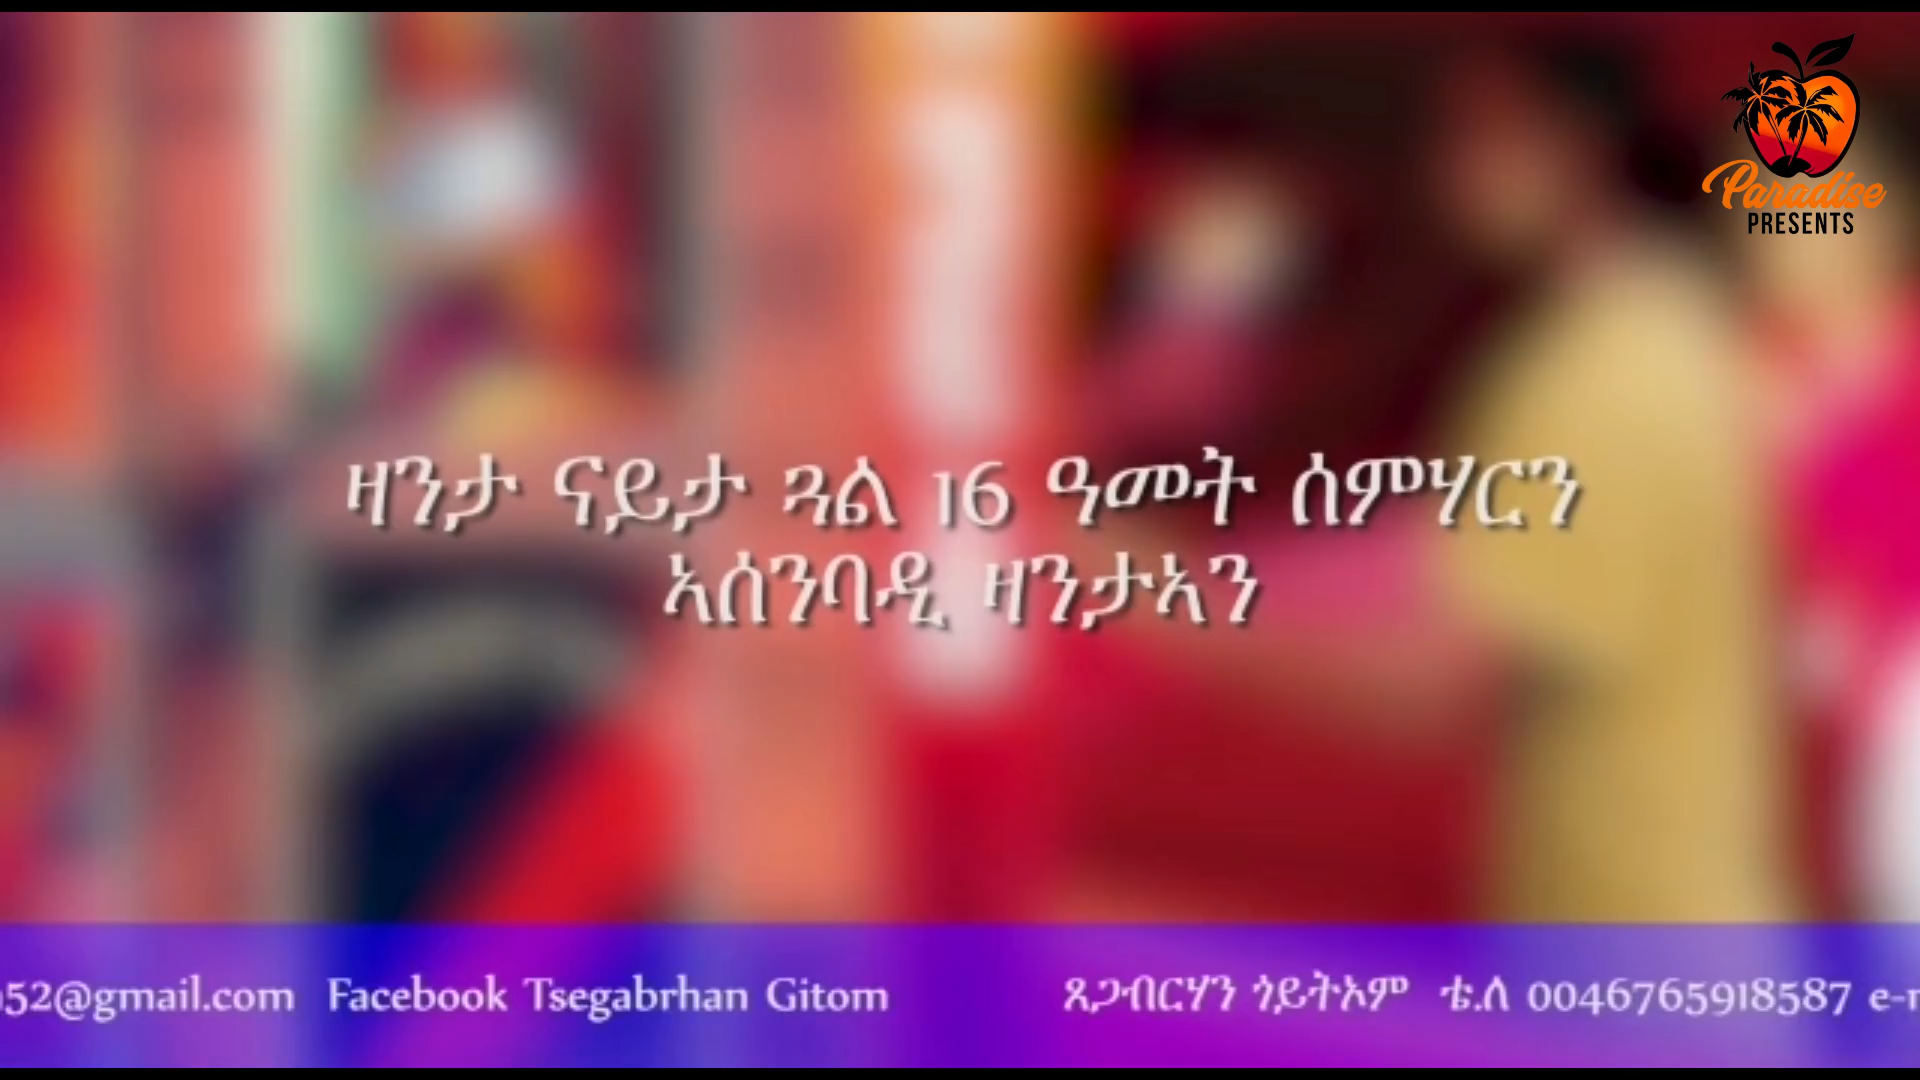 Paradise
PRESENTS
ዛንታ ናይታ ጓል 16 ዓመት ሰምሃርን
ኣሰንባዲ ዛንታኣን
52@gmail.com Facebook Tsegabrhan Gitom ጸጋብርሃን ጎይትኦም ቴ.ለ 0046765918587